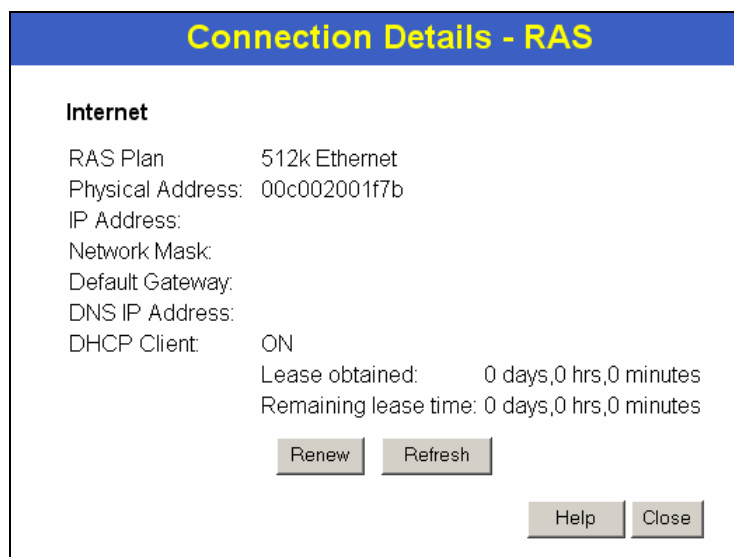 Connection Details - RAS
Internet
RAS Plan 512k Ethernet
Physical Address: 00c002001f7b
IP Address:
Network Mask:
Default Gateway:
DNS IP Address:
DHCP Client: ON
Lease obtained: 0 days,0 hrs,0 minutes
Remaining lease time: 0 days,0 hrs,0 minutes
Renew Refresh
Help Close